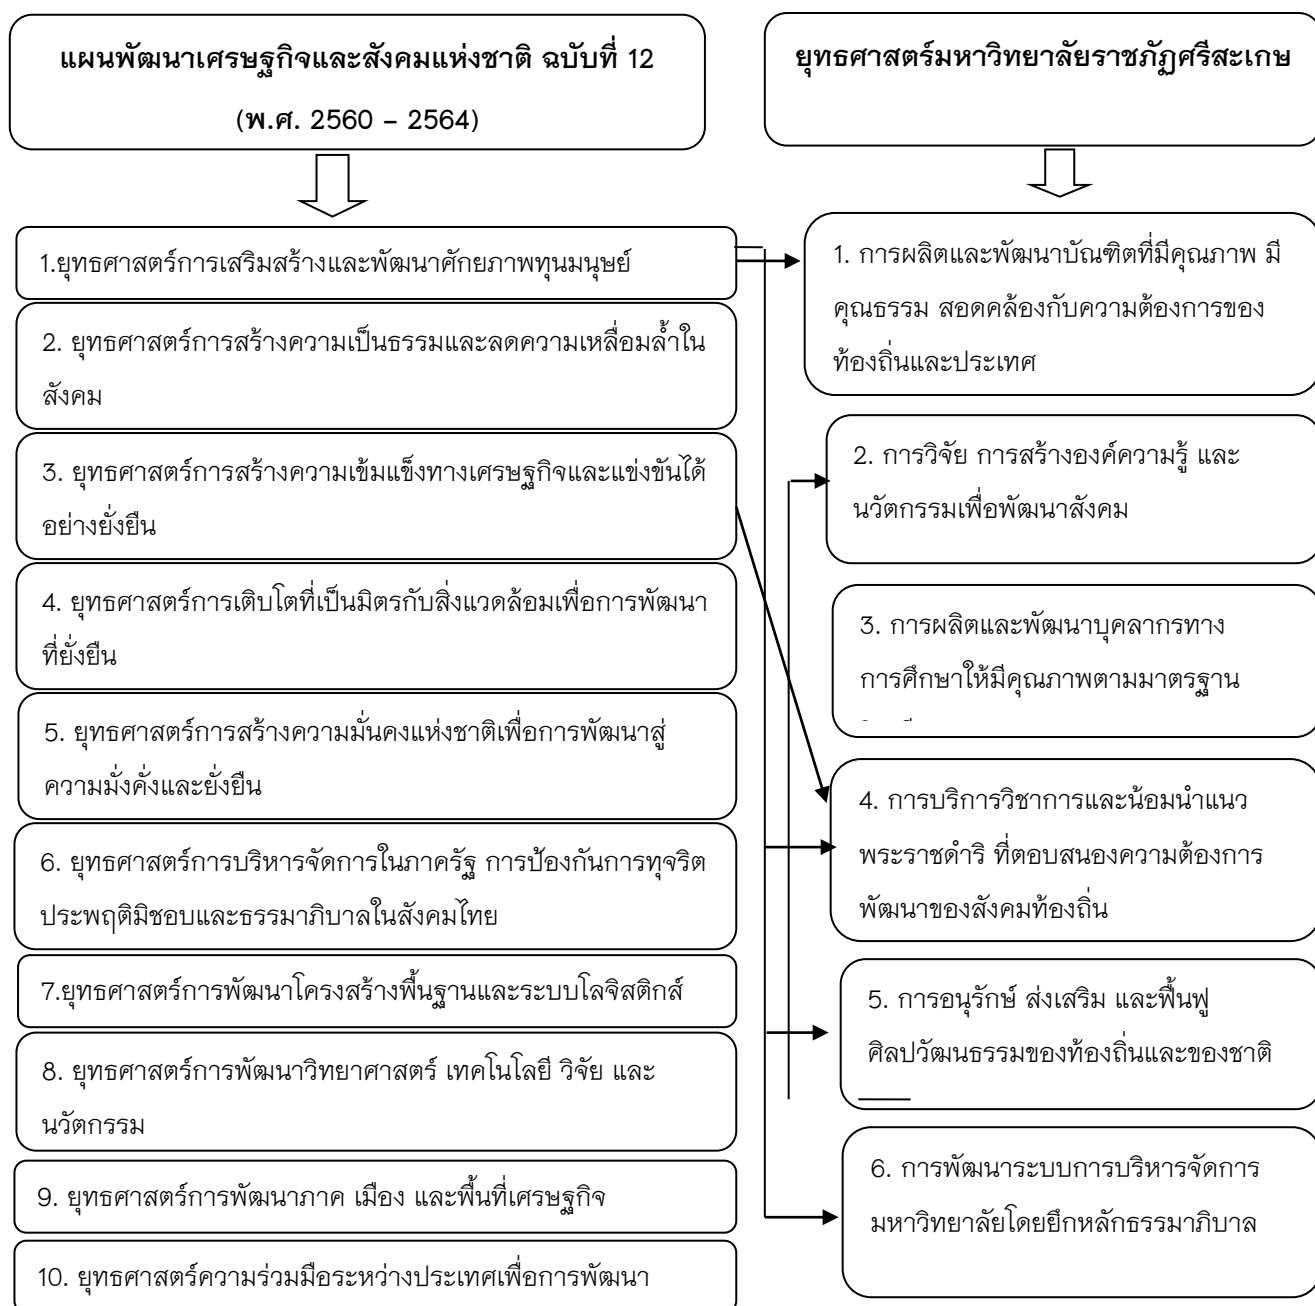 แผนพัฒนาเศรษฐกิจและสังคมแห่งชาติ ฉบับที่ 12
(พ.ศ. 2560 – 2564)
1.ยุทธศาสตร์การเสริมสร้างและพัฒนาศักยภาพทุนมนุษย์
2. ยุทธศาสตร์การสร้างความเป็นธรรมและลดความเหลื่อมล้ำใน
สังคม
3. ยุทธศาสตร์การสร้างความเข้มแข็งทางเศรษฐกิจและแข่งขันได้
อย่างยั่งยืน
4. ยุทธศาสตร์การเติบโตที่เป็นมิตรกับสิ่งแวดล้อมเพื่อการพัฒนา
ที่ยั่งยืน
5. ยุทธศาสตร์การสร้างความมั่นคงแห่งชาติเพื่อการพัฒนาสู่
ความมั่งคั่งและยั่งยืน
6. ยุทธศาสตร์การบริหารจัดการในภาครัฐ การป้องกันการทุจริต
ประพฤติมิชอบและธรรมาภิบาลในสังคมไทย
7.ยุทธศาสตร์การพัฒนาโครงสร้างพื้นฐานและระบบโลจิสติกส์
8. ยุทธศาสตร์การพัฒนาวิทยาศาสตร์ เทคโนโลยี วิจัย และ
นวัตกรรม
9. ยุทธศาสตร์การพัฒนาภาค เมือง และพื้นที่เศรษฐกิจ
10. ยุทธศาสตร์ความร่วมมือระหว่างประเทศเพื่อการพัฒนา
ยุทธศาสตร์มหาวิทยาลัยราชภัฏศรีสะเกษ
1. การผลิตและพัฒนาบัณฑิตที่มีคุณภาพ มี
คุณธรรม สอดคล้องกับความต้องการของ
ท้องถิ่นและประเทศ
2. การวิจัย การสร้างองค์ความรู้ และ
นวัตกรรมเพื่อพัฒนาสังคม
3. การผลิตและพัฒนาบุคลากรทาง
การศึกษาให้มีคุณภาพตามมาตรฐาน
4. การบริการวิชาการและน้อมนำแนว
พระราชดำริ ที่ตอบสนองความต้องการ
พัฒนาของสังคมท้องถิ่น
5. การอนุรักษ์ ส่งเสริม และฟื้นฟู
ศิลปวัฒนธรรมของท้องถิ่นและของชาติ
6. การพัฒนาระบบการบริหารจัดการ
มหาวิทยาลัยโดยยึกหลักธรรมาภิบาล